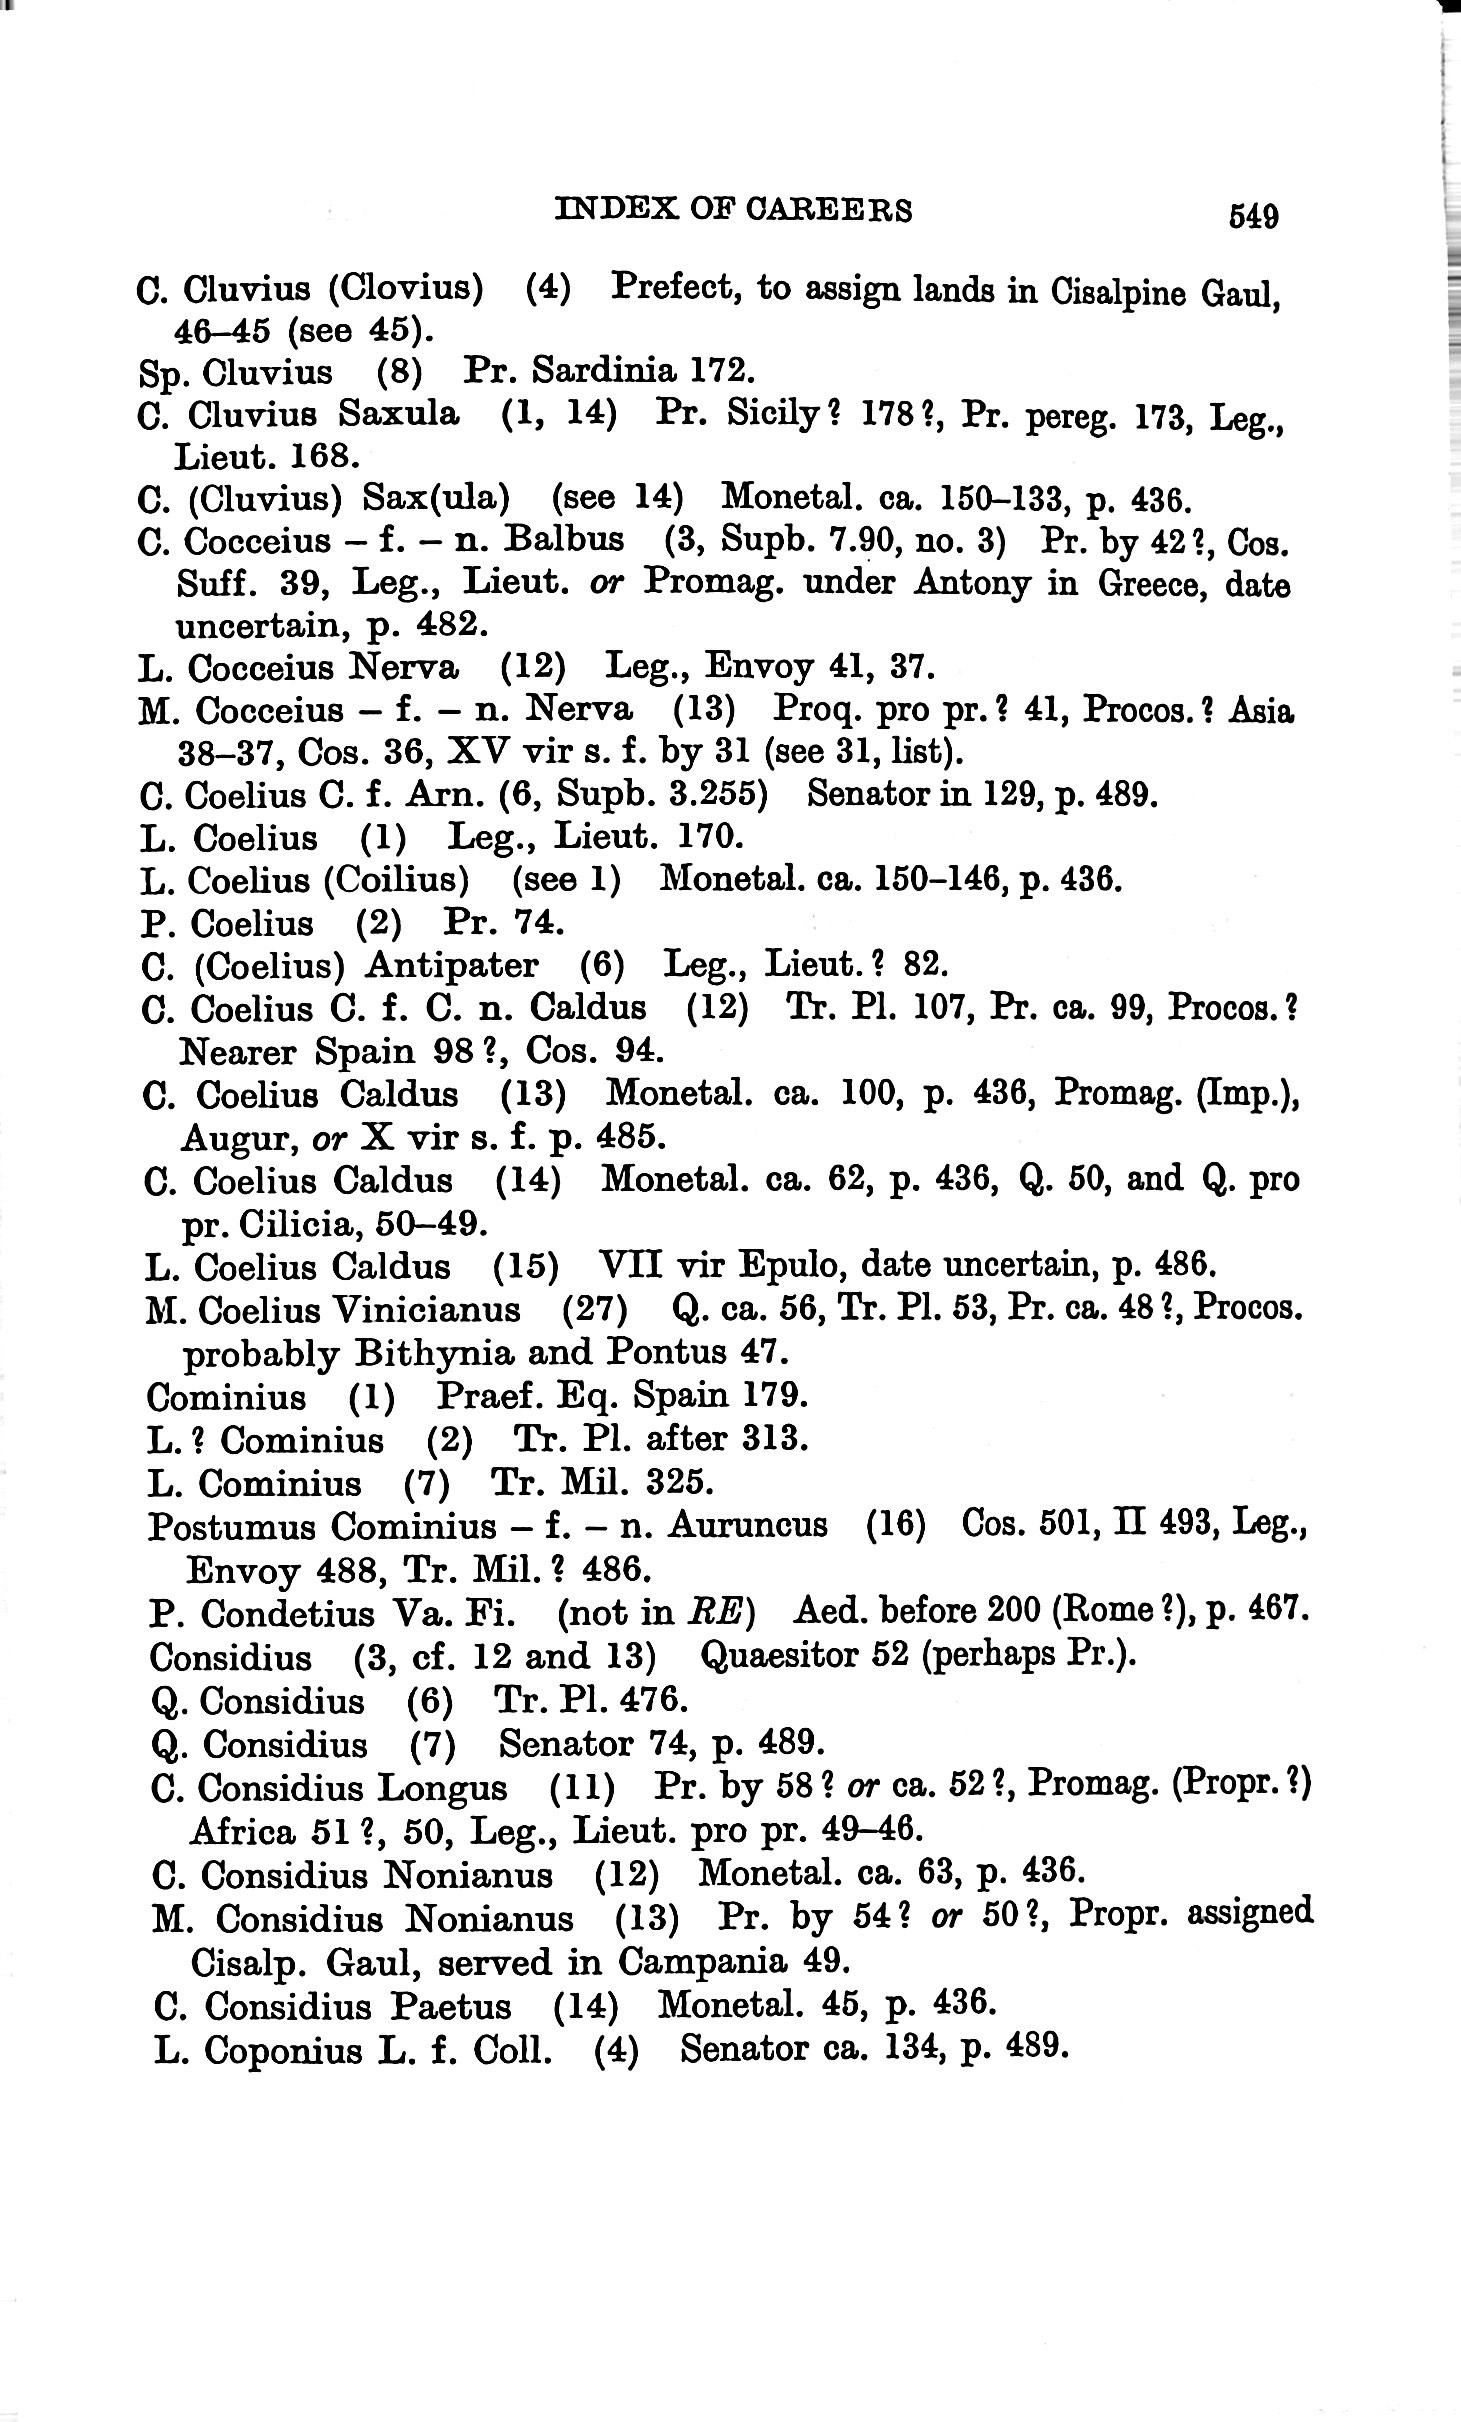 INDEX OF CAREERS
549
C. Cluvius (Clovius) (4) Prefect, to assign lands in Cisalpine Gaul,
46–45 (see 45).
Sp. Cluvius (8) Pr. Sardinia 172.
C. Cluvius Saxula (1, 14) Pr. Sicily? 178?, Pr. pereg. 173, Leg.,
Lieut. 168.
C. (Cluvius) Sax(ula) (see 14) Monetal. ca. 150–133, p. 436.
C. Cocceius – f. – n. Balbus (3, Supb. 7.90, no. 3) Pr. by 42?, Cos.
Suff. 39, Leg., Lieut. or Promag. under Antony in Greece, date
uncertain, p. 482.
L. Cocceius Nerva (12) Leg., Envoy 41, 37.
M. Cocceius – f. – n. Nerva (13) Proq. pro pr.? 41, Procos.? Asia
38–37, Cos. 36, XV vir s. f. by 31 (see 31, list).
C. Coelius C. f. Arn. (6, Supb. 3.255) Senator in 129, p. 489.
L. Coelius (1) Leg., Lieut. 170.
L. Coelius (Coilius) (see 1) Monetal. ca. 150–146, p. 436.
P. Coelius (2) Pr. 74.
C. (Coelius) Antipater (6) Leg., Lieut.? 82.
C. Coelius C. f. C. n. Caldus (12) Tr. Pl. 107, Pr. ca. 99, Procos.?
Nearer Spain 98?, Cos. 94.
C. Coelius Caldus (13) Monetal. ca. 100, p. 436, Promag. (Imp.),
Augur, or X vir s. f. p. 485.
C. Coelius Caldus (14) Monetal. ca. 62, p. 436, Q. 50, and Q. pro
pr. Cilicia, 50–49.
L. Coelius Caldus (15) VII vir Epulo, date uncertain, p. 486.
M. Coelius Vinicianus (27) Q. ca. 56, Tr. Pl. 53, Pr. ca. 48?, Procos.
probably Bithynia and Pontus 47.
Cominius (1) Praef. Eq. Spain 179.
L.? Cominius (2) Tr. Pl. after 313.
L. Cominius (7) Tr. Mil. 325.
Postumus Cominius – f. – n. Auruncus (16) Cos. 501, II 493, Leg.,
Envoy 488, Tr. Mil.? 486.
P. Condetius Va. Fi. (not in RE) Aed. before 200 (Rome?), p. 467.
Considius (3, cf. 12 and 13) Quaesitor 52 (perhaps Pr.).
Q. Considius (6) Tr. Pl. 476.
Q. Considius (7) Senator 74, p. 489.
C. Considius Longus (11) Pr. by 58? or ca. 52?, Promag. (Propr.?)
Africa 51?, 50, Leg., Lieut. pro pr. 49–46.
C. Considius Nonianus (12) Monetal. ca. 63, p. 436.
M. Considius Nonianus (13) Pr. by 54? or 50?, Propr. assigned
Cisalp. Gaul, served in Campania 49.
C. Considius Paetus (14) Monetal. 45, p. 436.
L. Coponius L. f. Coll. (4) Senator ca. 134, p. 489.